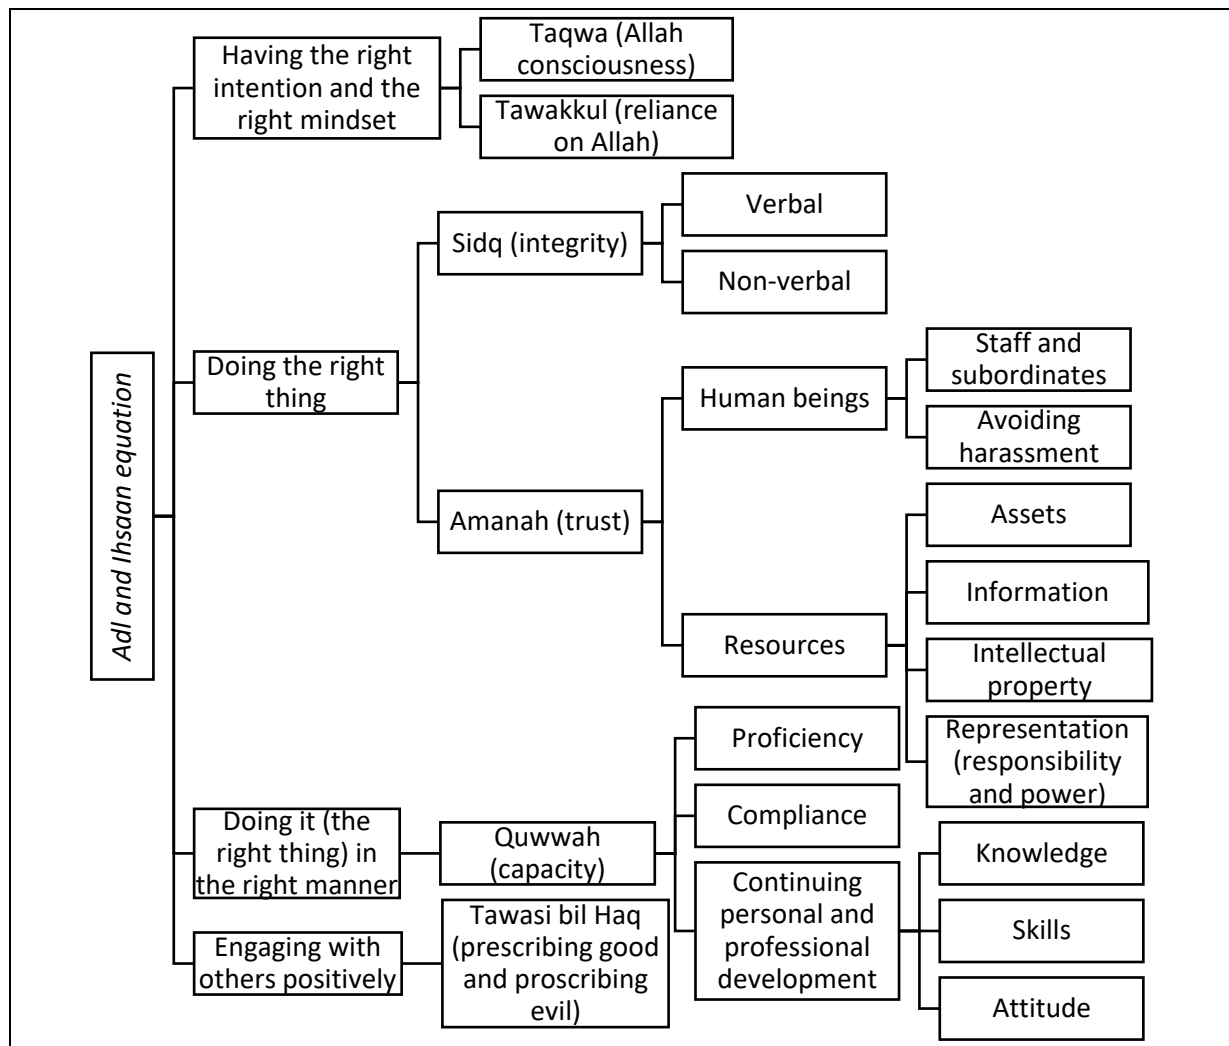 Adl and Ihsaan equation
Having the right
intention and the
right mindset
Taqwa (Allah
consciousness)
Tawakkul (reliance
on Allah)
Doing the right
thing
Sidq (integrity)
Verbal
Non-verbal
Amanah (trust)
Human beings
Staff and
subordinates
Avoiding
harassment
Resources
Assets
Information
Intellectual
property
Representation
(responsibility
and power)
Doing it (the
right thing) in
the right manner
Quwwah
(capacity)
Proficiency
Compliance
Continuing
personal and
professional
development
Knowledge
Skills
Attitude
Engaging with
others positively
Tawasi bil Haq
(prescribing good
and proscribing
evil)